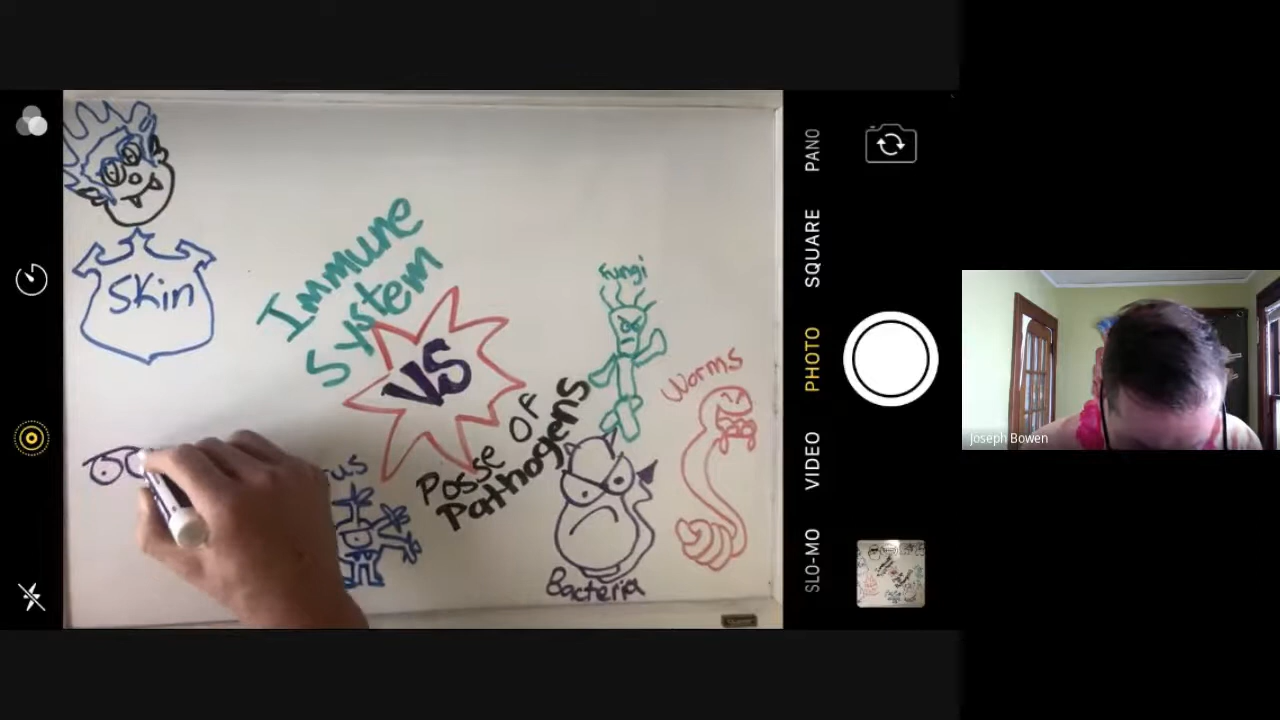 Skin
Immune
System
VS
Posse Of
Pathogens
Fungi
Worms
Bacteria
PANO
SQUARE
PHOTO
VIDEO
SLO-MO
Joseph Bowen